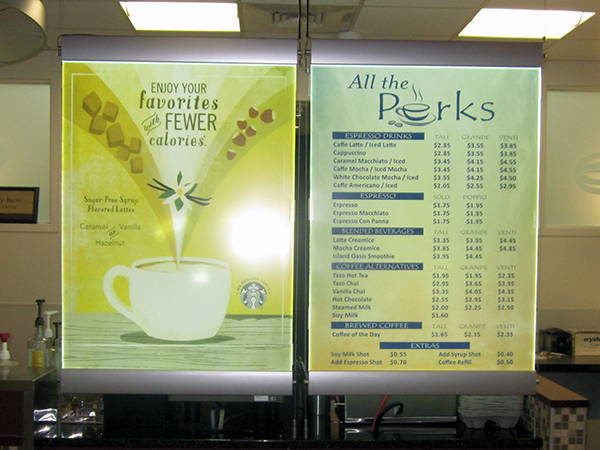 ENJOY YOUR
favorites
with FEWER
calories.
Sugar-Free Syrup
Flavored Lattes
Caramel or Vanilla
or
Hazelnut
All the
Perks
ESPRESSO DRINKS TALL GRANDE VENTI
Caffe Latte / Iced Latte $2.85 $3.55 $3.85
Cappuccino $2.85 $3.55 $3.85
Caramel Macchiato / Iced $3.45 $4.15 $4.55
Caffe Mocha / Iced Mocha $3.45 $4.15 $4.55
White Chocolate Mocha / Iced $3.55 $4.25 $4.50
Caffe Americano / Iced $2.05 $2.55 $2.95
ESPRESSO SOLO DOPPIO
Espresso $1.75 $1.95
Espresso Macchiato $1.75 $1.95
Espresso Con Panna $1.75 $1.95
BLENDED BEVERAGES TALL GRANDE VENTI
Latte Creamice $3.35 $3.95 $4.45
Mocha Creamice $3.85 $4.45 $4.85
Island Oasis Smoothie $3.95 $4.45
COFFEE ALTERNATIVES TALL GRANDE VENTI
Tazo Hot Tea $1.95 $1.95 $2.35
Tazo Chai $2.95 $3.65 $3.95
Vanilla Chai $3.35 $4.05 $4.35
Hot Chocolate $2.55 $2.95 $3.15
Steamed Milk $2.00 $2.25 $2.50
Soy Milk $1.60
BREWED COFFEE TALL GRANDE VENTI
Coffee of the Day $1.65 $2.15 $2.35
EXTRAS
Soy Milk Shot $0.55 Add Syrup Shot $0.40
Add Espresso Shot $0.70 Coffee Refill $0.50